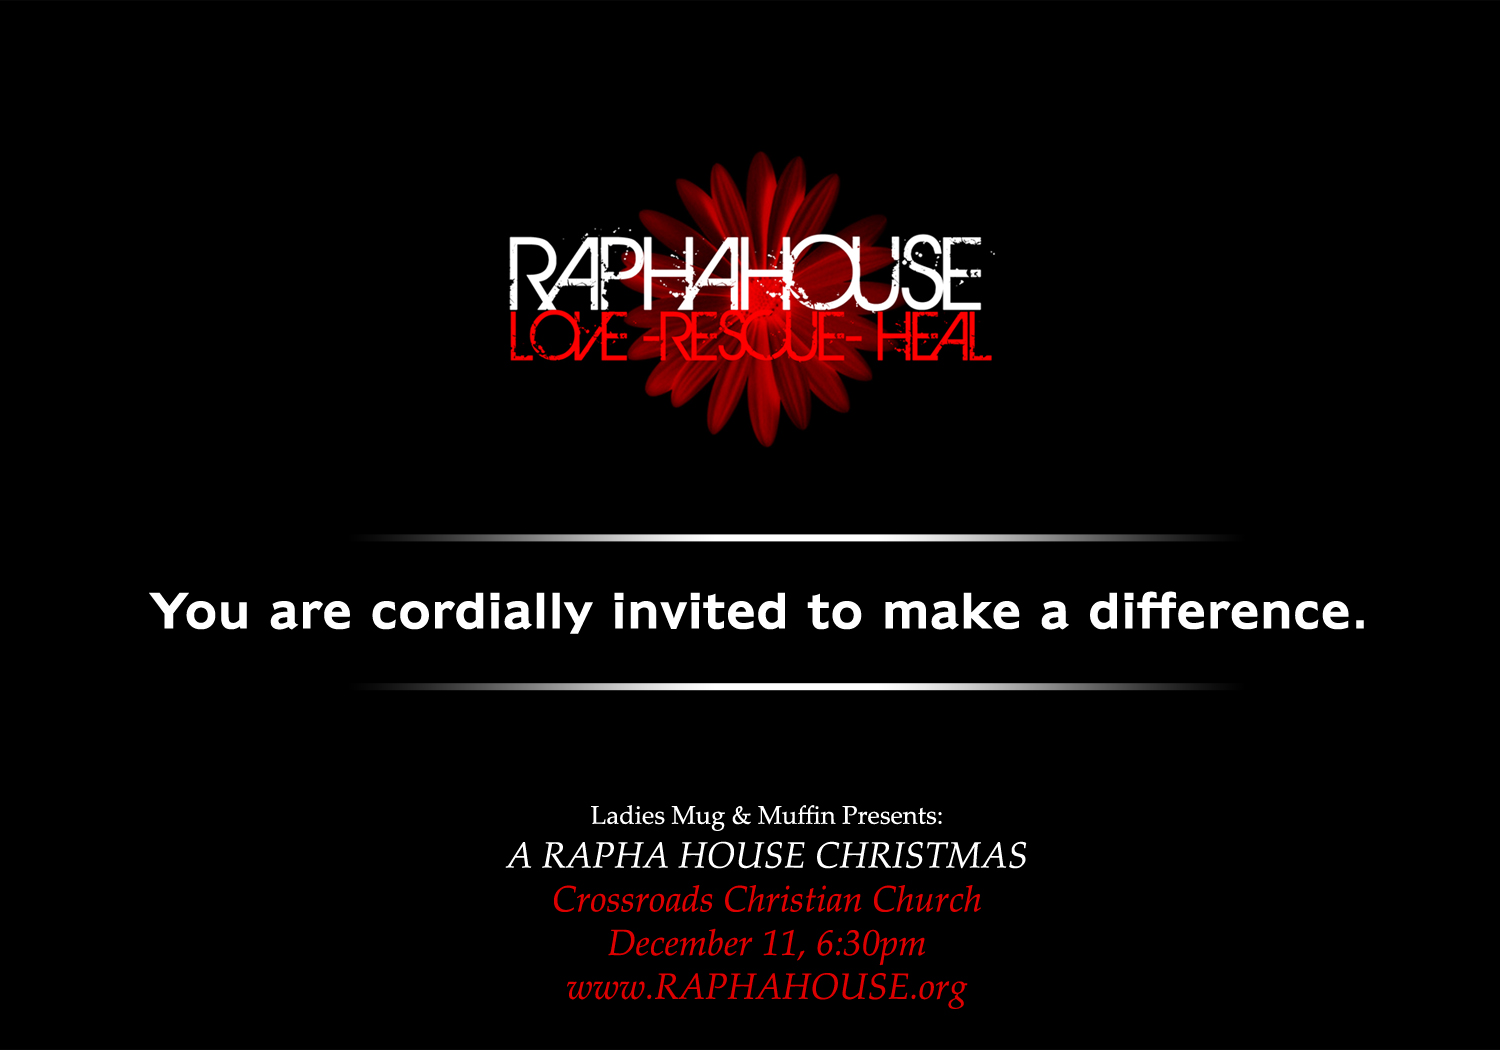 RAPHAHOUSE
LOVE-RESCUE-HEAL
You are cordially invited to make a difference.
Ladies Mug & Muffin Presents:
A RAPHA HOUSE CHRISTMAS
Crossroads Christian Church
December 11, 6:30pm
www.RAPHAHOUSE.org